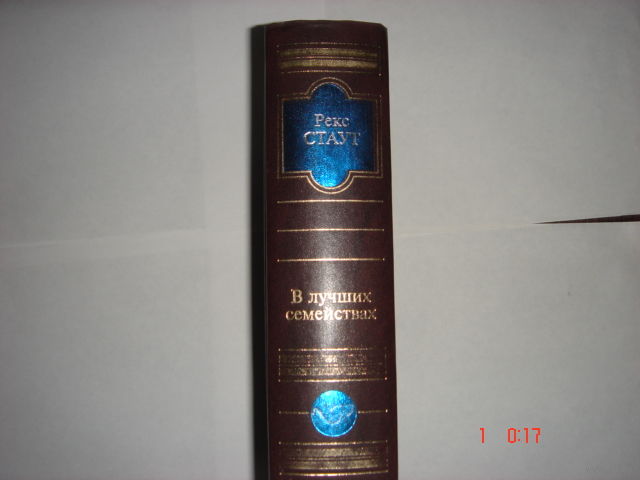 Рекс
СТАУТ
В лучших
семействах
1 0:17